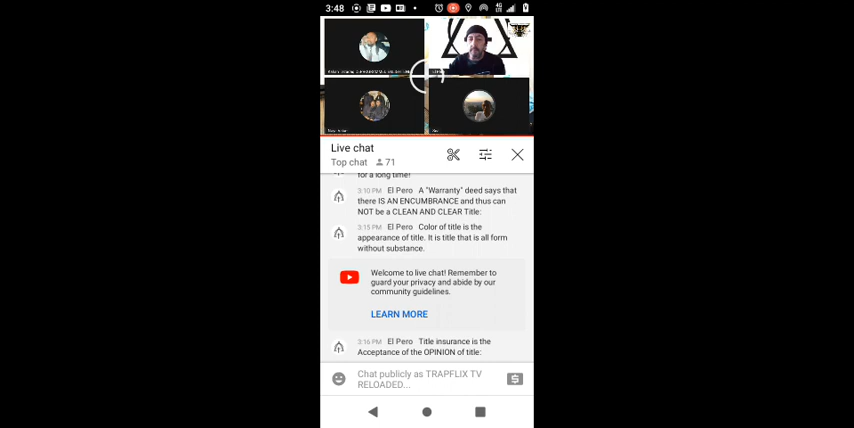 3:48
Live chat
Top chat 71
for a long time!
3:10 PM El Pero A "Warranty" deed says that
there IS AN ENCUMBRANCE and thus can
NOT be a CLEAN AND CLEAR Title:
3:15 PM El Pero Color of title is the
appearance of title. It is title that is all form
without substance.
Welcome to live chat! Remember to
guard your privacy and abide by our
community guidelines.
LEARN MORE
3:16 PM El Pero Title insurance is the
Acceptance of the OPINION of title:
Chat publicly as TRAPFLIX TV
RELOADED...